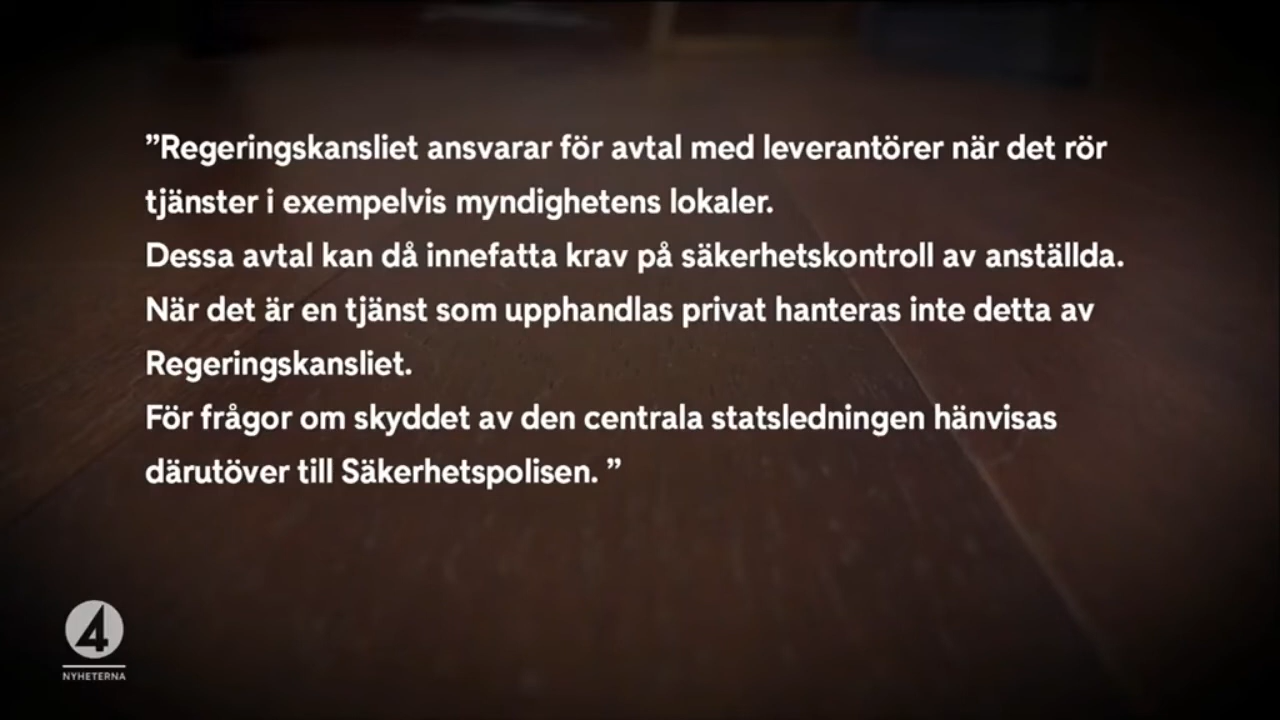 ”Regeringskansliet ansvarar för avtal med leverantörer när det rör
tjänster i exempelvis myndighetens lokaler.
Dessa avtal kan då innefatta krav på säkerhetskontroll av anställda.
När det är en tjänst som upphandlas privat hanteras inte detta av
Regeringskansliet.
För frågor om skyddet av den centrala statsledningen hänvisas
därutöver till Säkerhetspolisen. ”
4
NYHETERNA